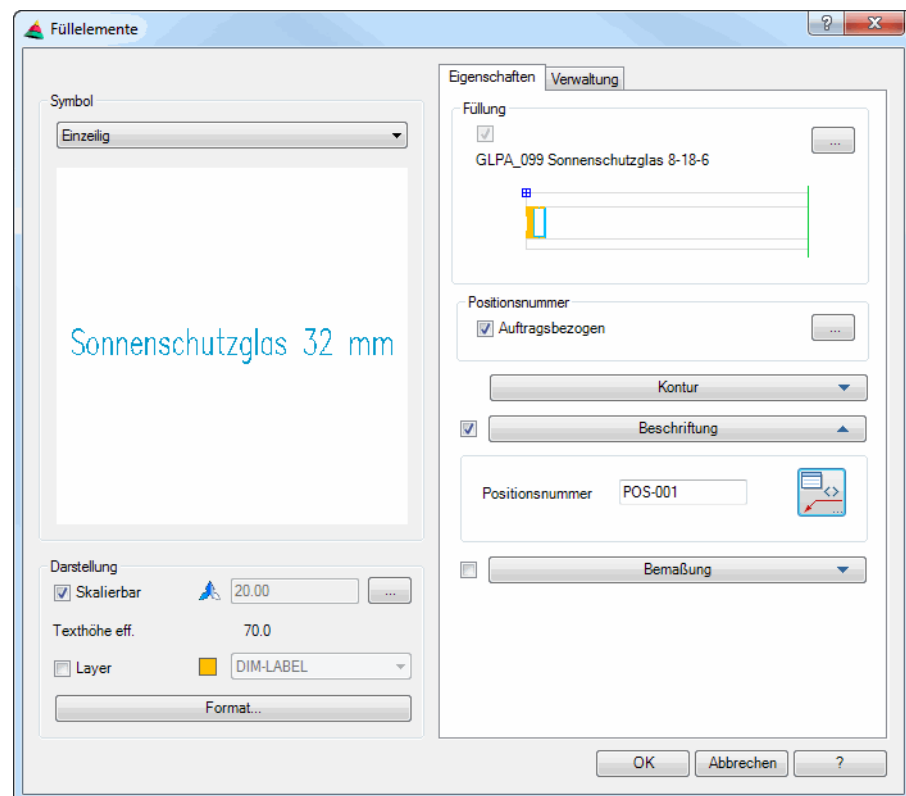 Füllelemente
?
x
Symbol
Einzeilig
Sonnenschutzglas 32 mm
Darstellung
Skalierbar
20.00
...
Texthöhe eff.
70.0
Layer
DIM-LABEL
Format...
Eigenschaften
Verwaltung
Füllung
...
GLPA_099 Sonnenschutzglas 8-18-6
Positionsnummer
Auftragsbezogen
...
Kontur
Beschriftung
Positionsnummer
POS-001
<>
...
Bemaßung
OK
Abbrechen
?